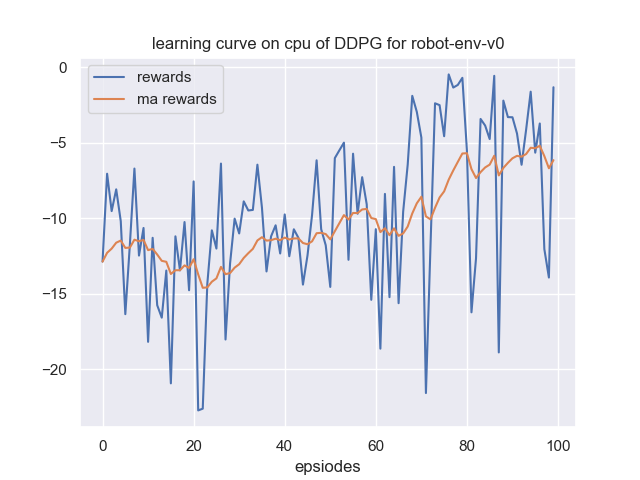 learning curve on cpu of DDPG for robot-env-v0
rewards
ma rewards
0
−5
−10
−15
−20
0
20
40
60
80
100
epsiodes